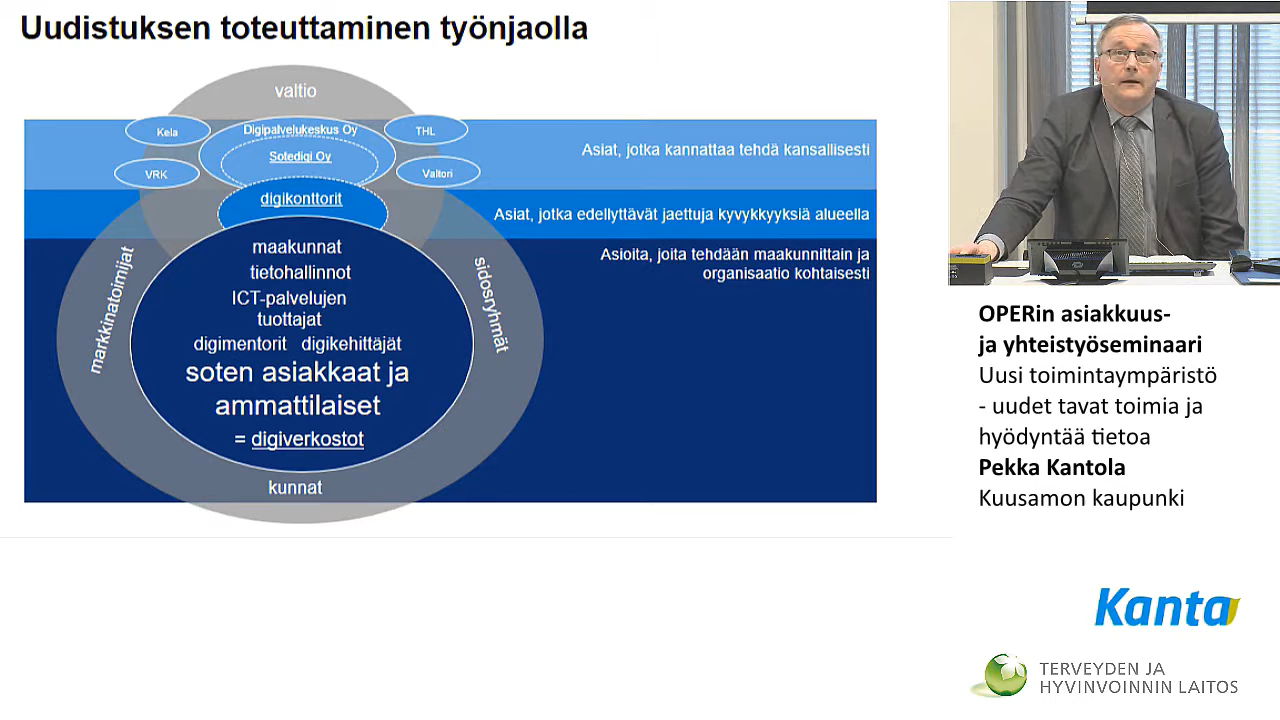 Uudistuksen toteuttaminen työnjaolla
valtio
Kela
Digipalvelukeskus Oy
THL
Sotedigi Oy
VRK
Valtori
Asiat, jotka kannattaa tehdä kansallisesti
digikonttorit
Asiat, jotka edellyttävät jaettuja kyvykkyyksiä alueella
maakunnat
tietohallinnot
ICT-palvelujen
tuottajat
digimentorit digikehittäjät
soten asiakkaat ja
ammattilaiset
= digiverkostot
markkinatoimijat
sidosryhmät
kunnat
Asioita, joita tehdään maakunnittain ja
organisaatio kohtaisesti
OPERin asiakkuus-
ja yhteistyöseminaari
Uusi toimintaympäristö
- uudet tavat toimia ja
hyödyntää tietoa
Pekka Kantola
Kuusamon kaupunki
Kanta
TERVEYDEN JA
HYVINVOINNIN LAITOS